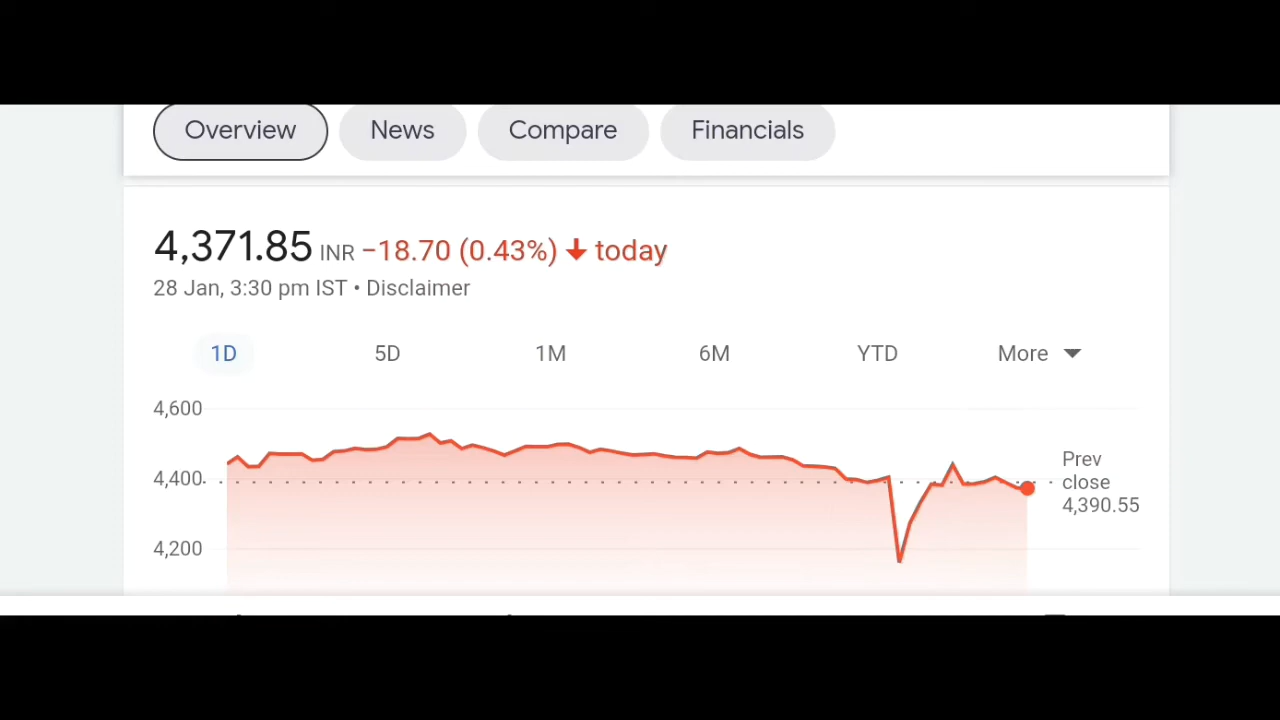 Overview News Compare Financials
4,371.85 INR −18.70 (0.43%) today
28 Jan, 3:30 pm IST • Disclaimer
1D 5D 1M 6M YTD More
4,600
4,400
4,200
Prev
close
4,390.55